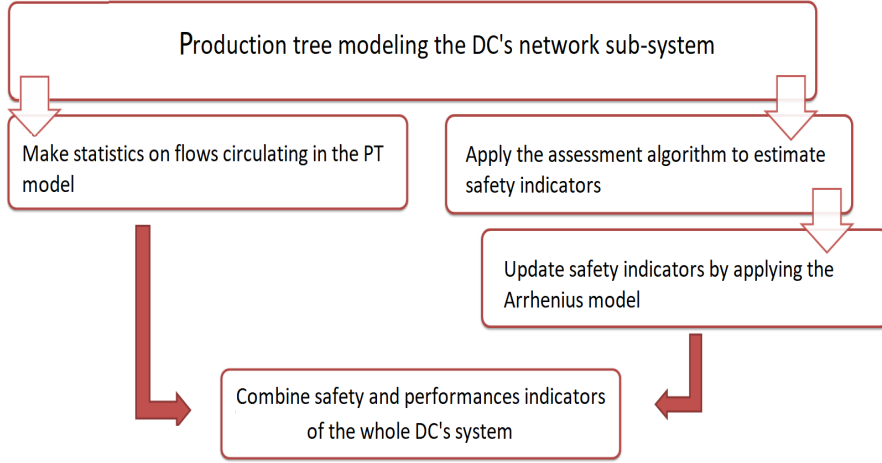 Production tree modeling the DC's network sub-system
Make statistics on flows circulating in the PT
model
Apply the assessment algorithm to estimate
safety indicators
Update safety indicators by applying the
Arrhenius model
Combine safety and performances indicators
of the whole DC's system